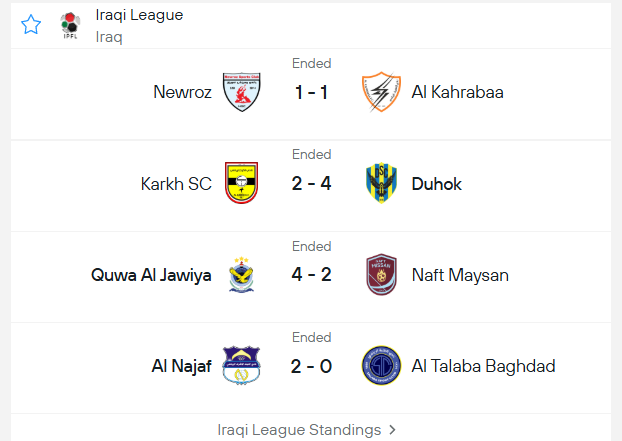 Iraqi League
IPFL
Iraq
Ended
Newroz 1 - 1 Al Kahrabaa
Ended
Karkh SC 2 - 4 Duhok
Ended
Quwa Al Jawiya 4 - 2 Naft Maysan
Ended
Al Najaf 2 - 0 Al Talaba Baghdad
Iraqi League Standings